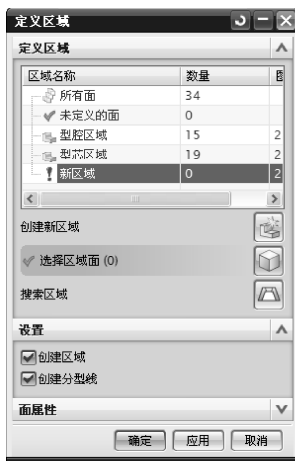 定义区域
定义区域
区域名称 数量
所有面 34
未定义的面 0
型腔区域 15 2
型芯区域 19 2
新区域 0 2
创建新区域
选择区域面 (0)
搜索区域
设置
创建区域
创建分型线
面属性
确定 应用 取消